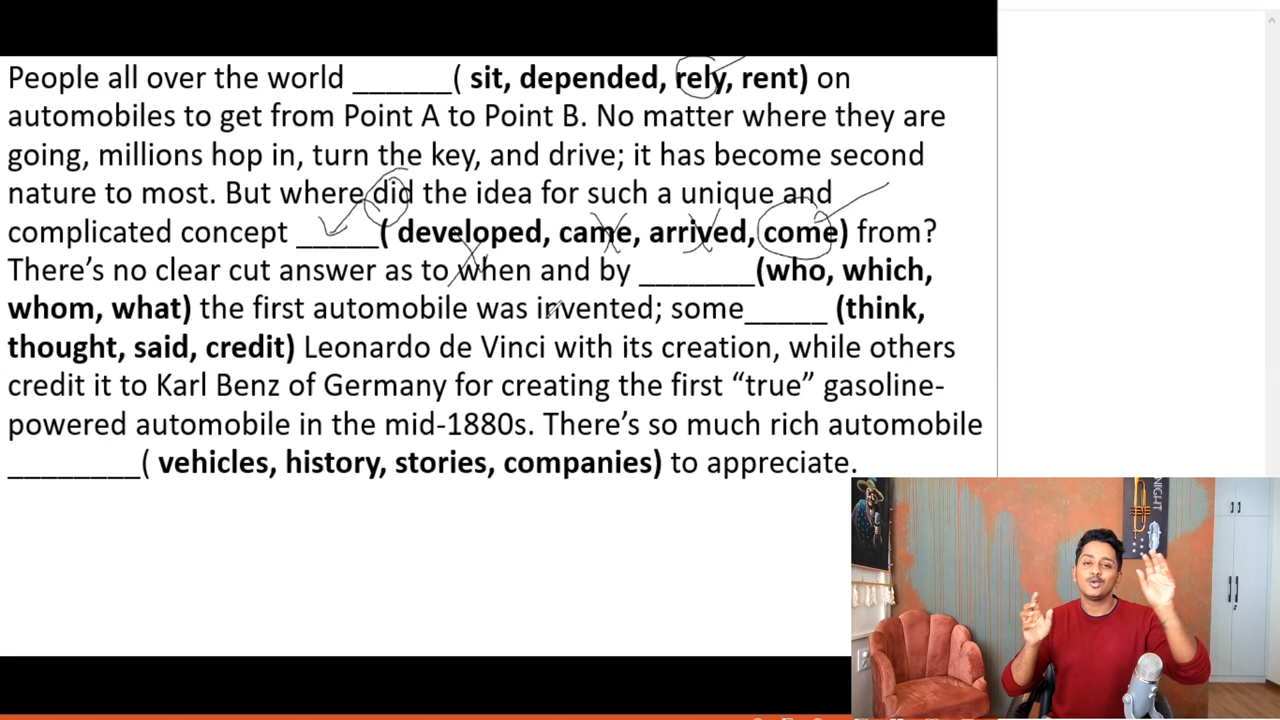 People all over the world ______( sit, depended, rely, rent) on
automobiles to get from Point A to Point B. No matter where they are
going, millions hop in, turn the key, and drive; it has become second
nature to most. But where did the idea for such a unique and
complicated concept _____( developed, came, arrived, come) from?
There’s no clear cut answer as to when and by _______(who, which,
whom, what) the first automobile was invented; some_____ (think,
thought, said, credit) Leonardo de Vinci with its creation, while others
credit it to Karl Benz of Germany for creating the first “true” gasoline-
powered automobile in the mid-1880s. There’s so much rich automobile
________( vehicles, history, stories, companies) to appreciate.